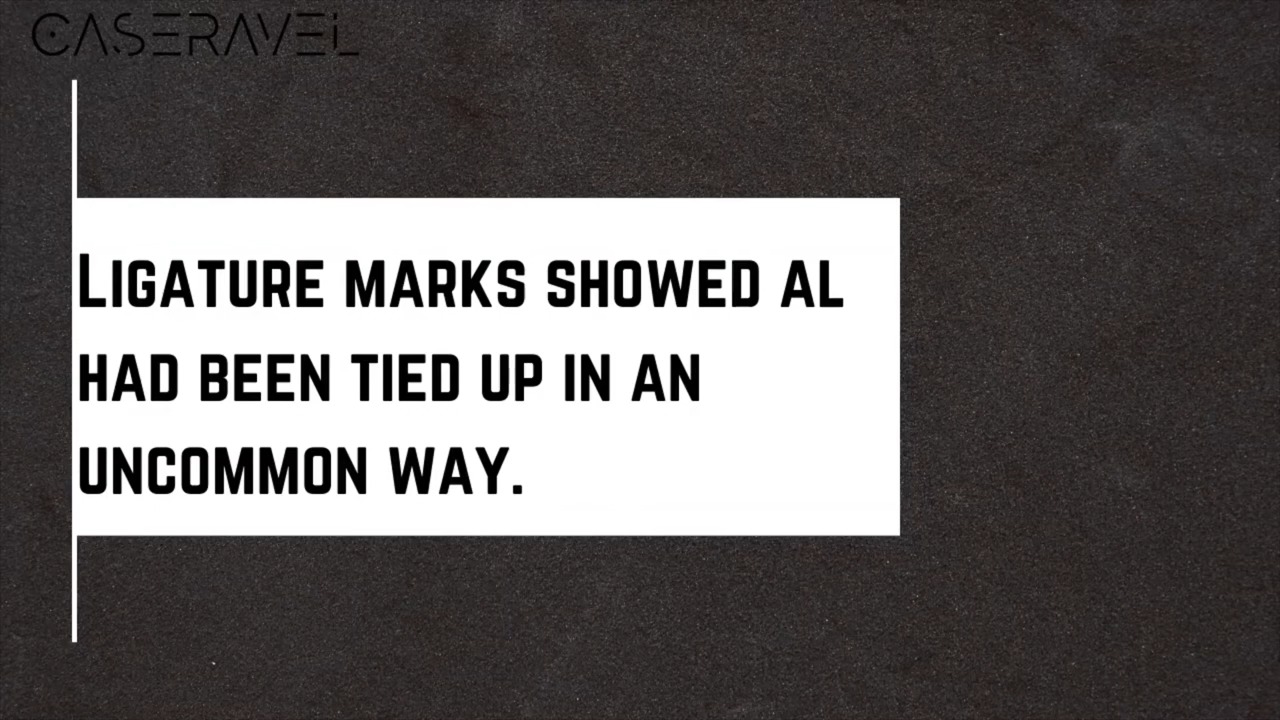 CASERAVEL
LIGATURE MARKS SHOWED AL
HAD BEEN TIED UP IN AN
UNCOMMON WAY.